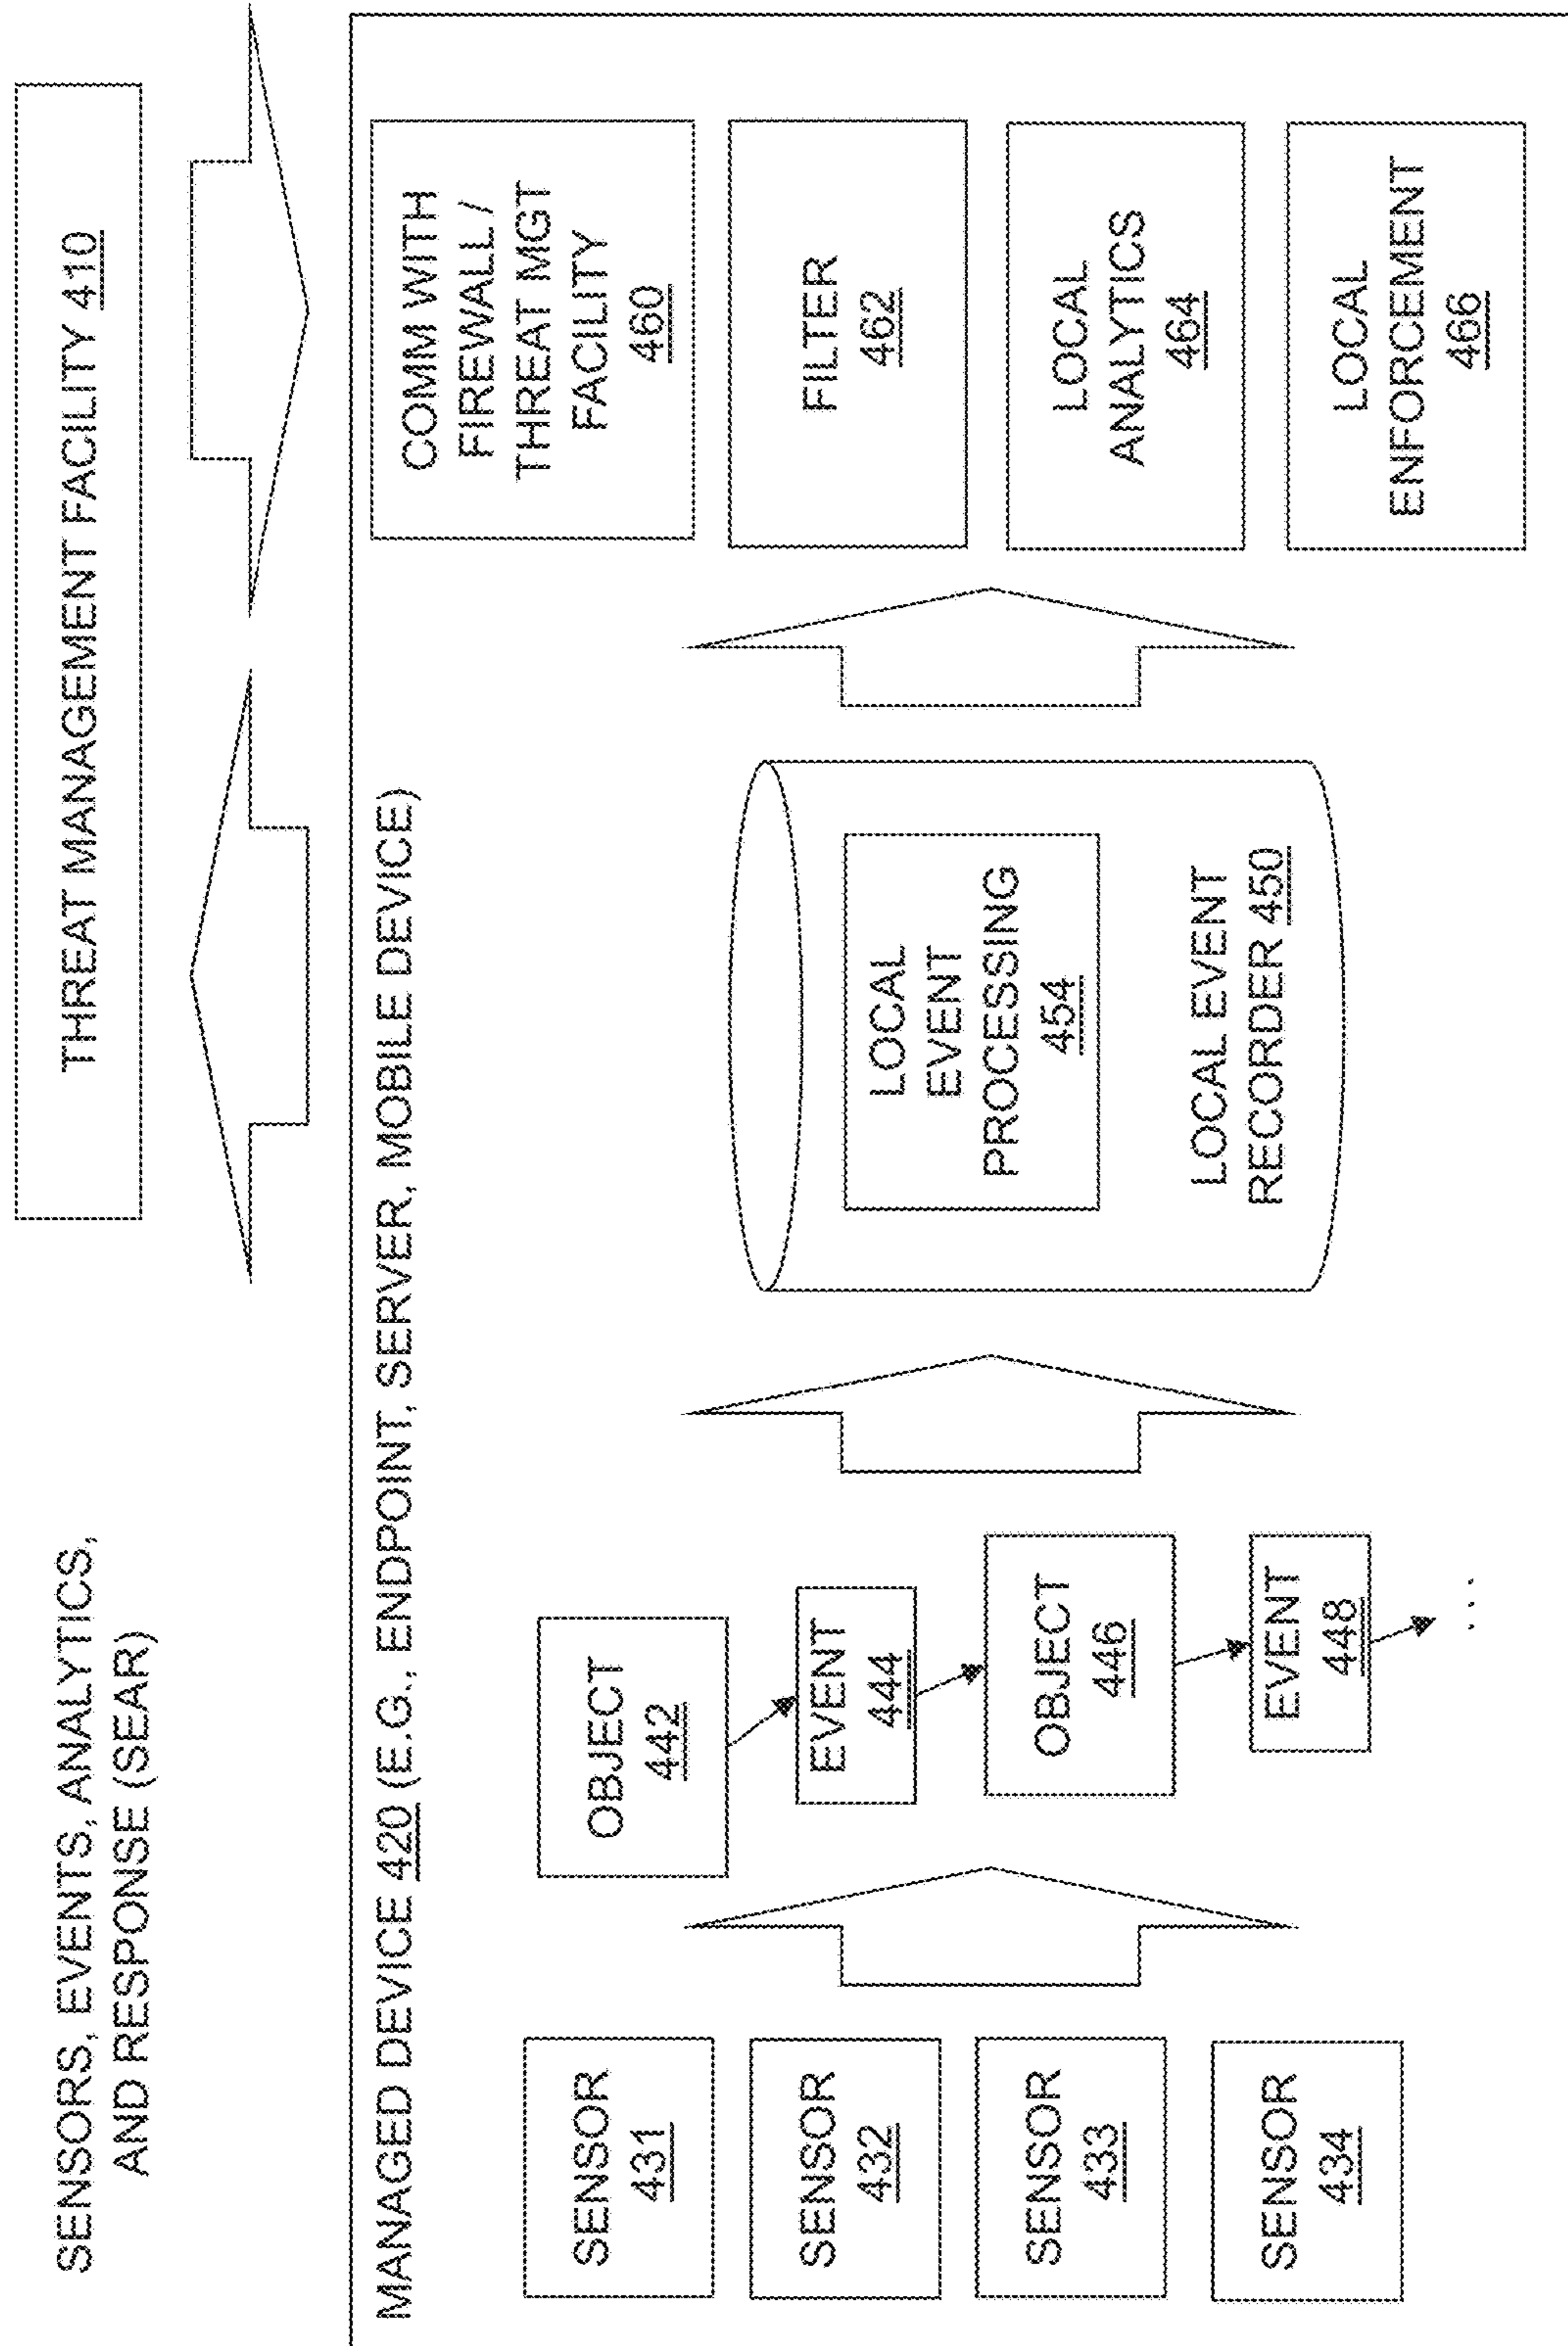 SENSORS, EVENTS, ANALYTICS,
AND RESPONSE (SEAR)
THREAT MANAGEMENT FACILITY 410
MANAGED DEVICE 420 (E.G., ENDPOINT, SERVER, MOBILE DEVICE)
SENSOR
431
SENSOR
432
SENSOR
433
SENSOR
434
OBJECT
442
EVENT
444
OBJECT
446
EVENT
448
...
LOCAL
EVENT
PROCESSING
454
LOCAL EVENT
RECORDER 450
COMM WITH
FIREWALL /
THREAT MGT
FACILITY
460
FILTER
462
LOCAL
ANALYTICS
464
LOCAL
ENFORCEMENT
466